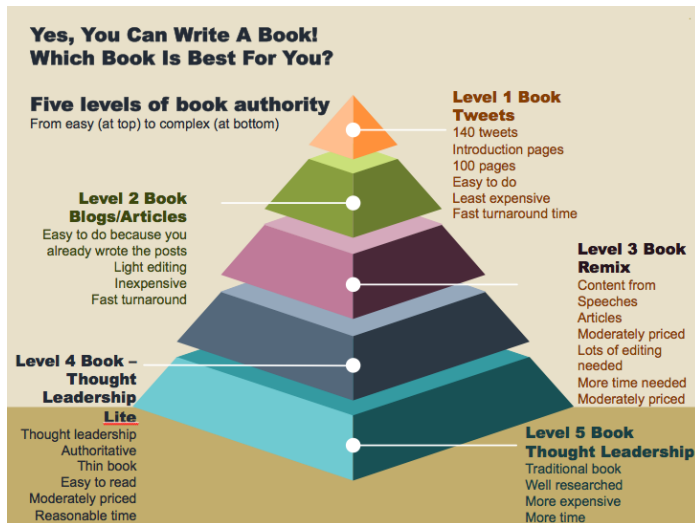 Yes, You Can Write A Book!
Which Book Is Best For You?
Five levels of book authority
From easy (at top) to complex (at bottom)
Level 1 Book
Tweets
140 tweets
Introduction pages
100 pages
Easy to do
Least expensive
Fast turnaround time
Level 2 Book
Blogs/Articles
Easy to do because you
already wrote the posts
Light editing
Inexpensive
Fast turnaround
Level 3 Book
Remix
Content from
Speeches
Articles
Moderately priced
Lots of editing
needed
More time needed
Moderately priced
Level 4 Book –
Thought
Leadership
Lite
Thought leadership
Authoritative
Thin book
Easy to read
Moderately priced
Reasonable time
Level 5 Book
Thought Leadership
Traditional book
Well researched
More expensive
More time